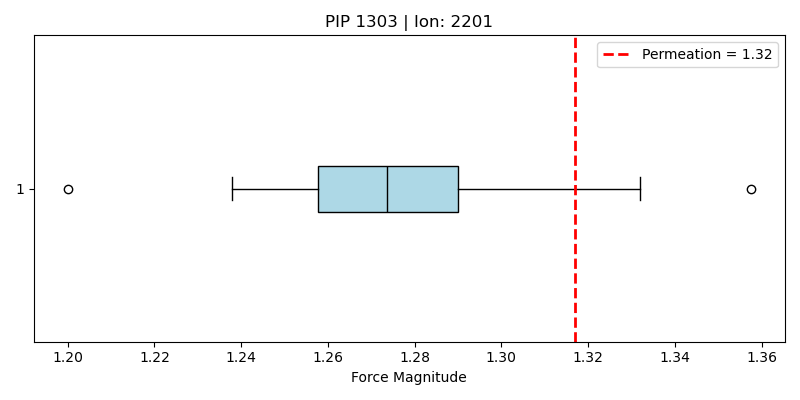 PIP 1303 | Ion: 2201
Permeation = 1.32
1
1.20 1.22 1.24 1.26 1.28 1.30 1.32 1.34 1.36
Force Magnitude